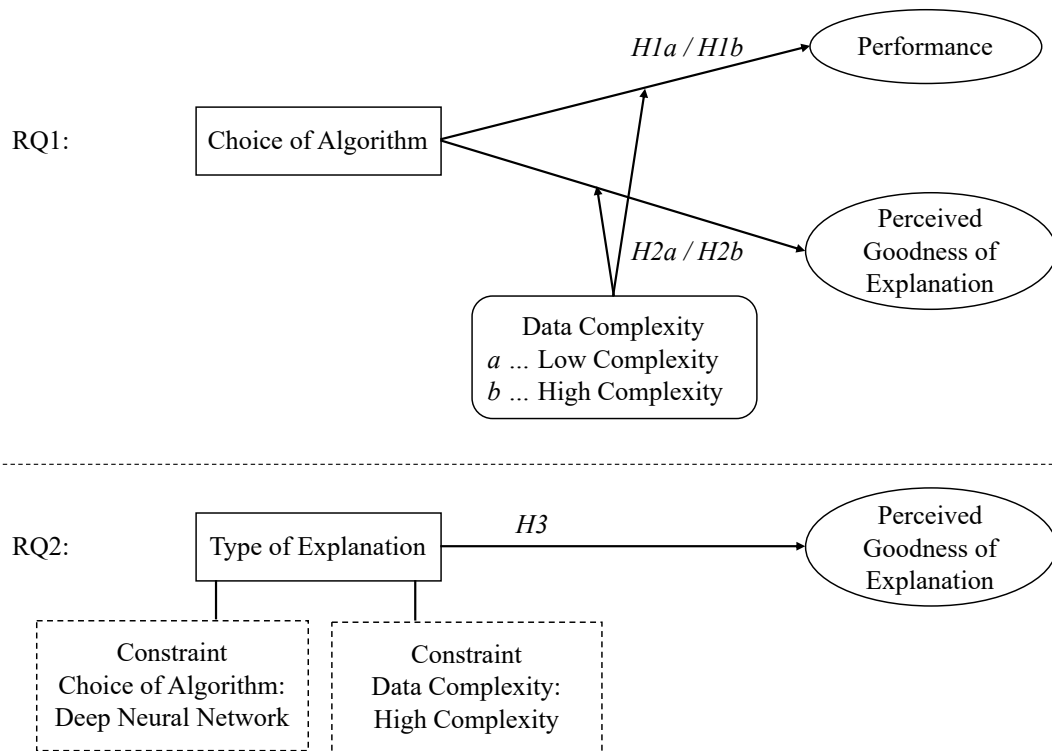 H1a / H1b
Performance
RQ1:
Choice of Algorithm
Perceived
Goodness of
Explanation
H2a / H2b
Data Complexity
a ... Low Complexity
b ... High Complexity
RQ2:
Type of Explanation
H3
Perceived
Goodness of
Explanation
Constraint
Choice of Algorithm:
Deep Neural Network
Constraint
Data Complexity:
High Complexity